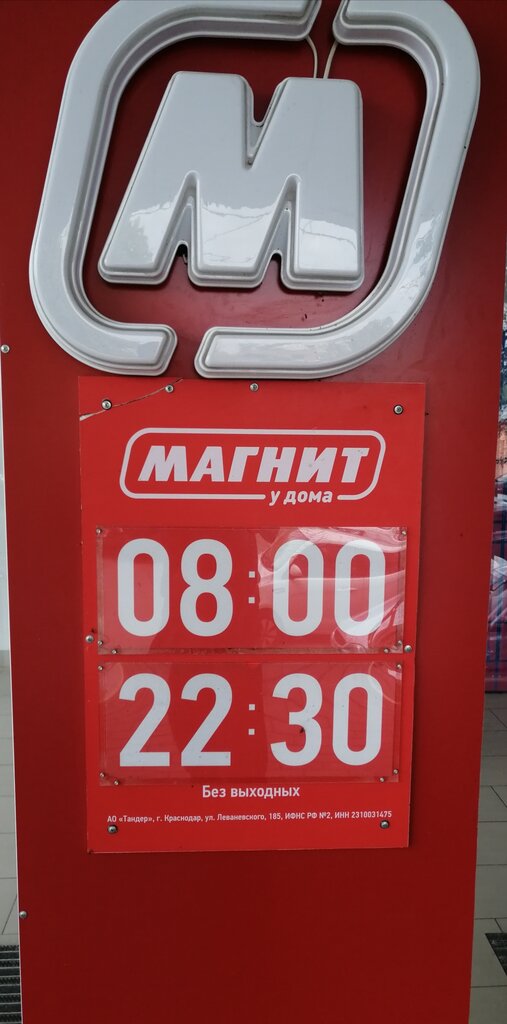 М
МАГНИТ
у дома
08:00
22:30
Без выходных
АО «Тандер», г. Краснодар, ул. Леваневского, 185, ИФНС РФ №2, ИНН 2310031475